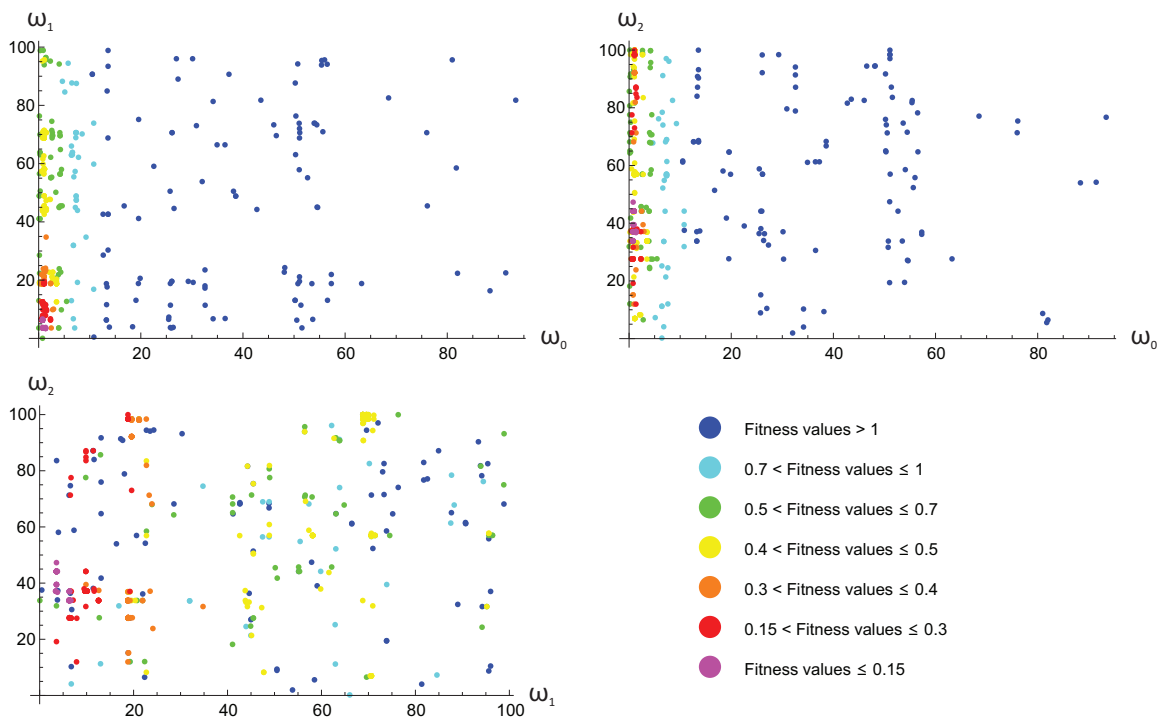 ω1
100
80
60
40
20
20
40
60
80
ω0
ω2
100
80
60
40
20
20
40
60
80
ω0
ω2
100
80
60
40
20
20
40
60
80
100
ω1
Fitness values > 1
0.7 < Fitness values ≤ 1
0.5 < Fitness values ≤ 0.7
0.4 < Fitness values ≤ 0.5
0.3 < Fitness values ≤ 0.4
0.15 < Fitness values ≤ 0.3
Fitness values ≤ 0.15